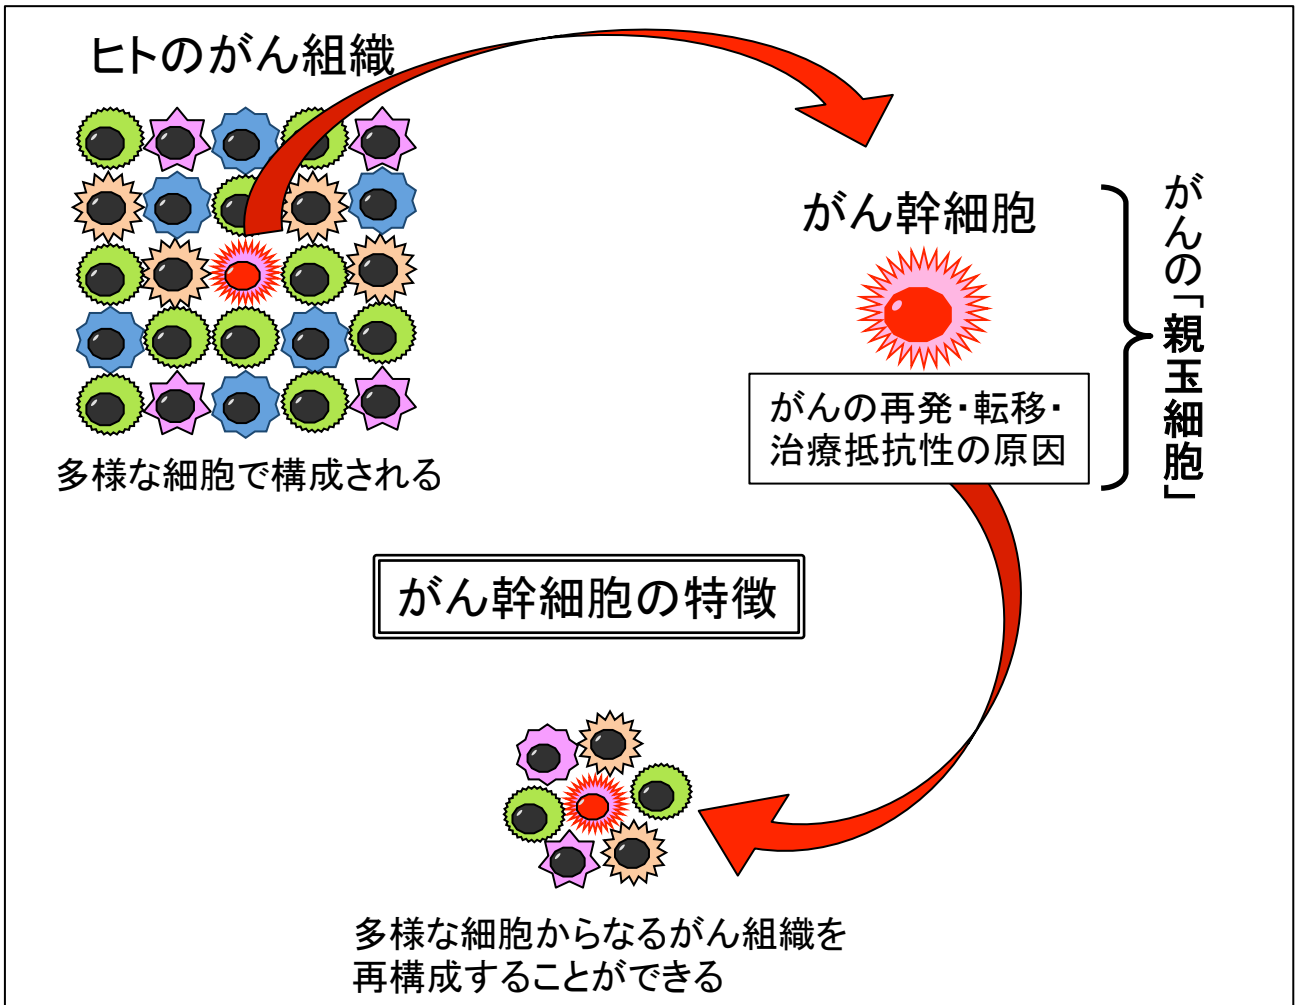 ヒトのがん組織
多様な細胞で構成される
がん幹細胞
がんの再発・転移・
治療抵抗性の原因
がんの「親玉細胞」
がん幹細胞の特徴
多様な細胞からなるがん組織を
再構成することができる